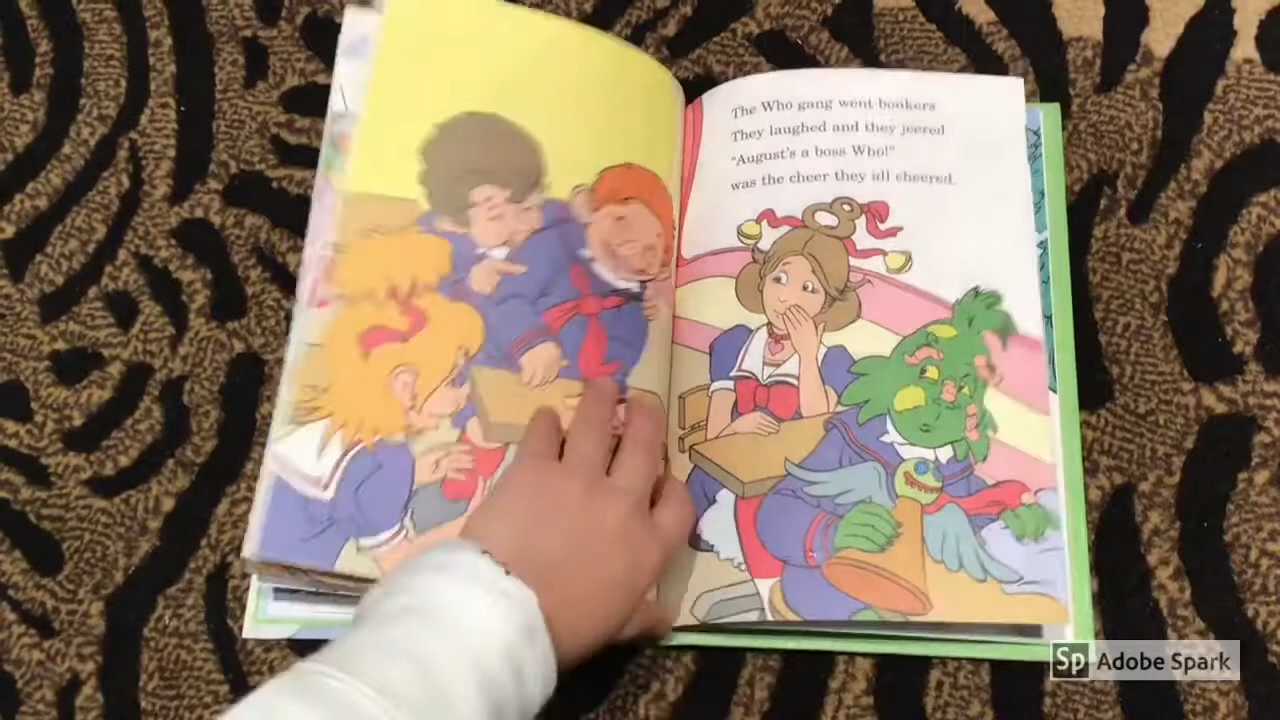 The Who gang went bonkers
They laughed and they jeered
"August's a boss Who!"
was the cheer they all cheered.
Sp Adobe Spark